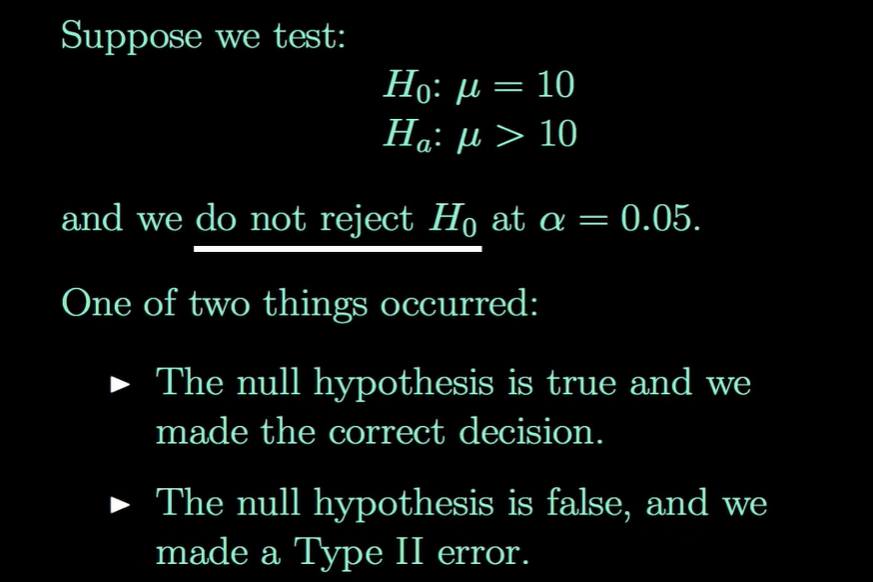 Suppose we test:
H₀: μ = 10
Hₐ: μ > 10
and we do not reject H₀ at α = 0.05.
One of two things occurred:
► The null hypothesis is true and we
made the correct decision.
► The null hypothesis is false, and we
made a Type II error.